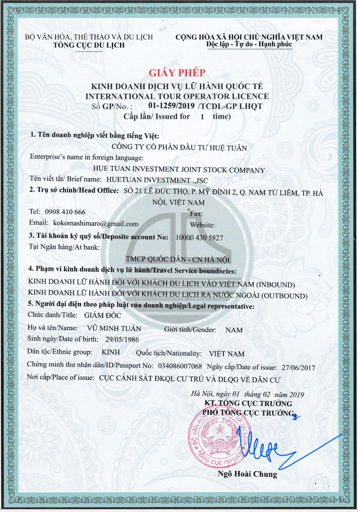 BỘ VĂN HÓA, THỂ THAO VÀ DU LỊCH
TỔNG CỤC DU LỊCH
CỘNG HÒA XÃ HỘI CHỦ NGHĨA VIỆT NAM
Độc lập - Tự do - Hạnh phúc
GIẤY PHÉP
KINH DOANH DỊCH VỤ LỮ HÀNH QUỐC TẾ
INTERNATIONAL TOUR OPERATOR LICENCE
Số GP/No. : 01-1259/2019 /TCDL-GP LHQT
Cấp lần/ Issued for 1 time)
1. Tên doanh nghiệp viết bằng tiếng Việt:
CÔNG TY CỔ PHẦN ĐẦU TƯ HUỆ TUÂN
Enterprise's name in foreign language:
HUE TUAN INVESTMENT JOINT STOCK COMPANY
Tên viết tắt/ Brief name: HUETUAN INVESTMENT .,JSC
2. Trụ sở chính/Head Office: SỐ 21 LÊ ĐỨC THỌ, P. MỸ ĐÌNH 2, Q. NAM TỪ LIÊM, TP. HÀ
NỘI, VIỆT NAM
Tel: 0908 410 666 Fax:
Email: kokomashimaro@gmail.com Website:
3. Tài khoản ký quỹ số/Deposite account No: 10000 430 5827
Tại Ngân hàng/At bank:
TMCP QUỐC DÂN - CN HÀ NỘI
4. Phạm vi kinh doanh dịch vụ lữ hành/Travel Service boundaries:
KINH DOANH LỮ HÀNH ĐỐI VỚI KHÁCH DU LỊCH VÀO VIỆT NAM (INBOUND)
KINH DOANH LỮ HÀNH ĐỐI VỚI KHÁCH DU LỊCH RA NƯỚC NGOÀI (OUTBOUND)
5. Người đại diện theo pháp luật của doanh nghiệp/Legal representative:
Chức danh/Title: GIÁM ĐỐC
Họ và tên/Name: VŨ MINH TUÂN Giới tính/Gender: NAM
Sinh ngày/Date of birth: 29/05/1986
Dân tộc/Ethnic group: KINH Quốc tịch/Nationality: VIỆT NAM
Chứng minh thư nhân dân/ID/Passport No: 034086007068 Ngày cấp/Date of issue: 27/06/2017
Nơi cấp/Place of issue: CỤC CẢNH SÁT ĐKQL CƯ TRÚ VÀ DLQG VỀ DÂN CƯ
Hà Nội, ngày 01 tháng 02 năm 2019
KT. TỔNG CỤC TRƯỞNG
PHÓ TỔNG CỤC TRƯỞNG
TỔNG CỤC DU LỊCH
Ngô Hoài Chung